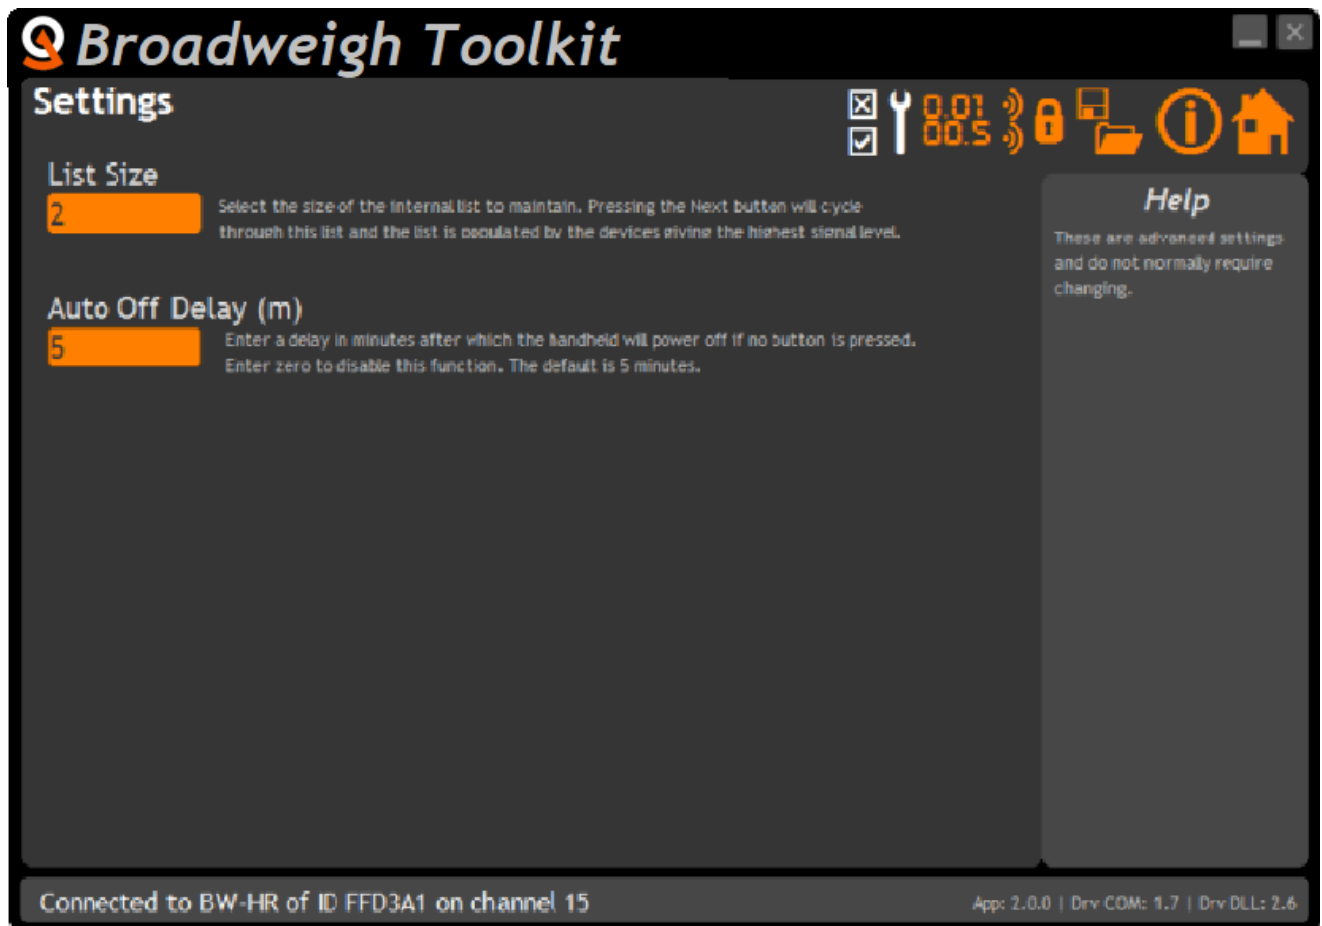 Broadweigh Toolkit
Settings
0.01
00.5
List Size
2
Select the size of the internal list to maintain. Pressing the Next button will cycle
through this list and the list is populated by the devices giving the highest signal level.
Auto Off Delay (m)
5
Enter a delay in minutes after which the handheld will power off if no button is pressed.
Enter zero to disable this function. The default is 5 minutes.
Help
These are advanced settings
and do not normally require
changing.
Connected to BW-HR of ID FFD3A1 on channel 15
App: 2.0.0 | Drv COM: 1.7 | Drv DLL: 2.6